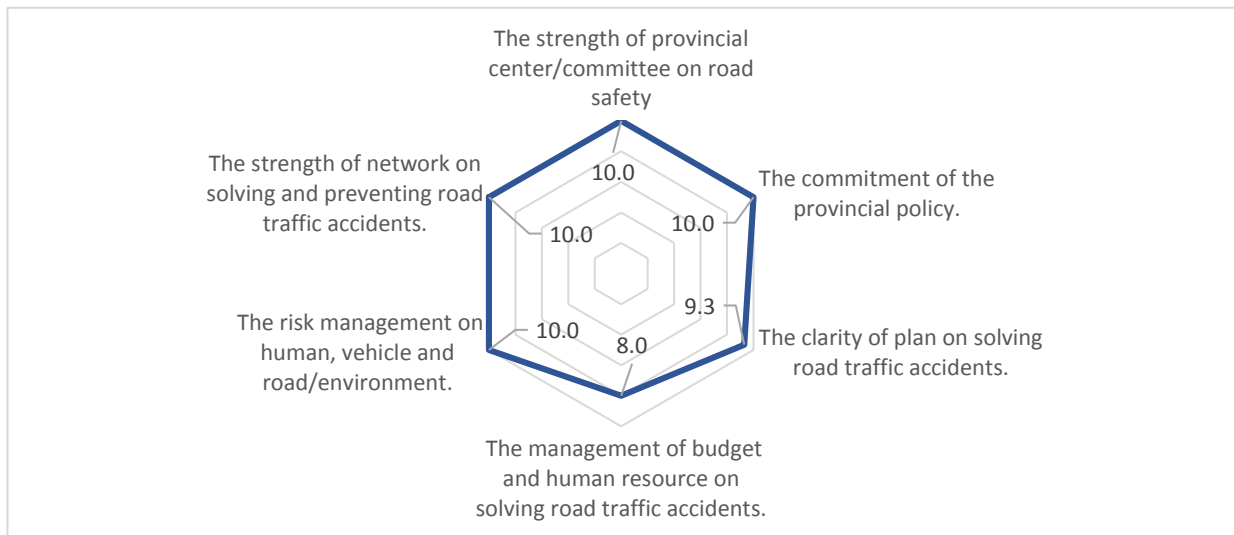 The strength of provincial
center/committee on road
safety
10.0
The commitment of the
provincial policy.
10.0
The clarity of plan on solving
road traffic accidents.
9.3
The management of budget
and human resource on
solving road traffic accidents.
8.0
The risk management on
human, vehicle and
road/environment.
10.0
The strength of network on
solving and preventing road
traffic accidents.
10.0